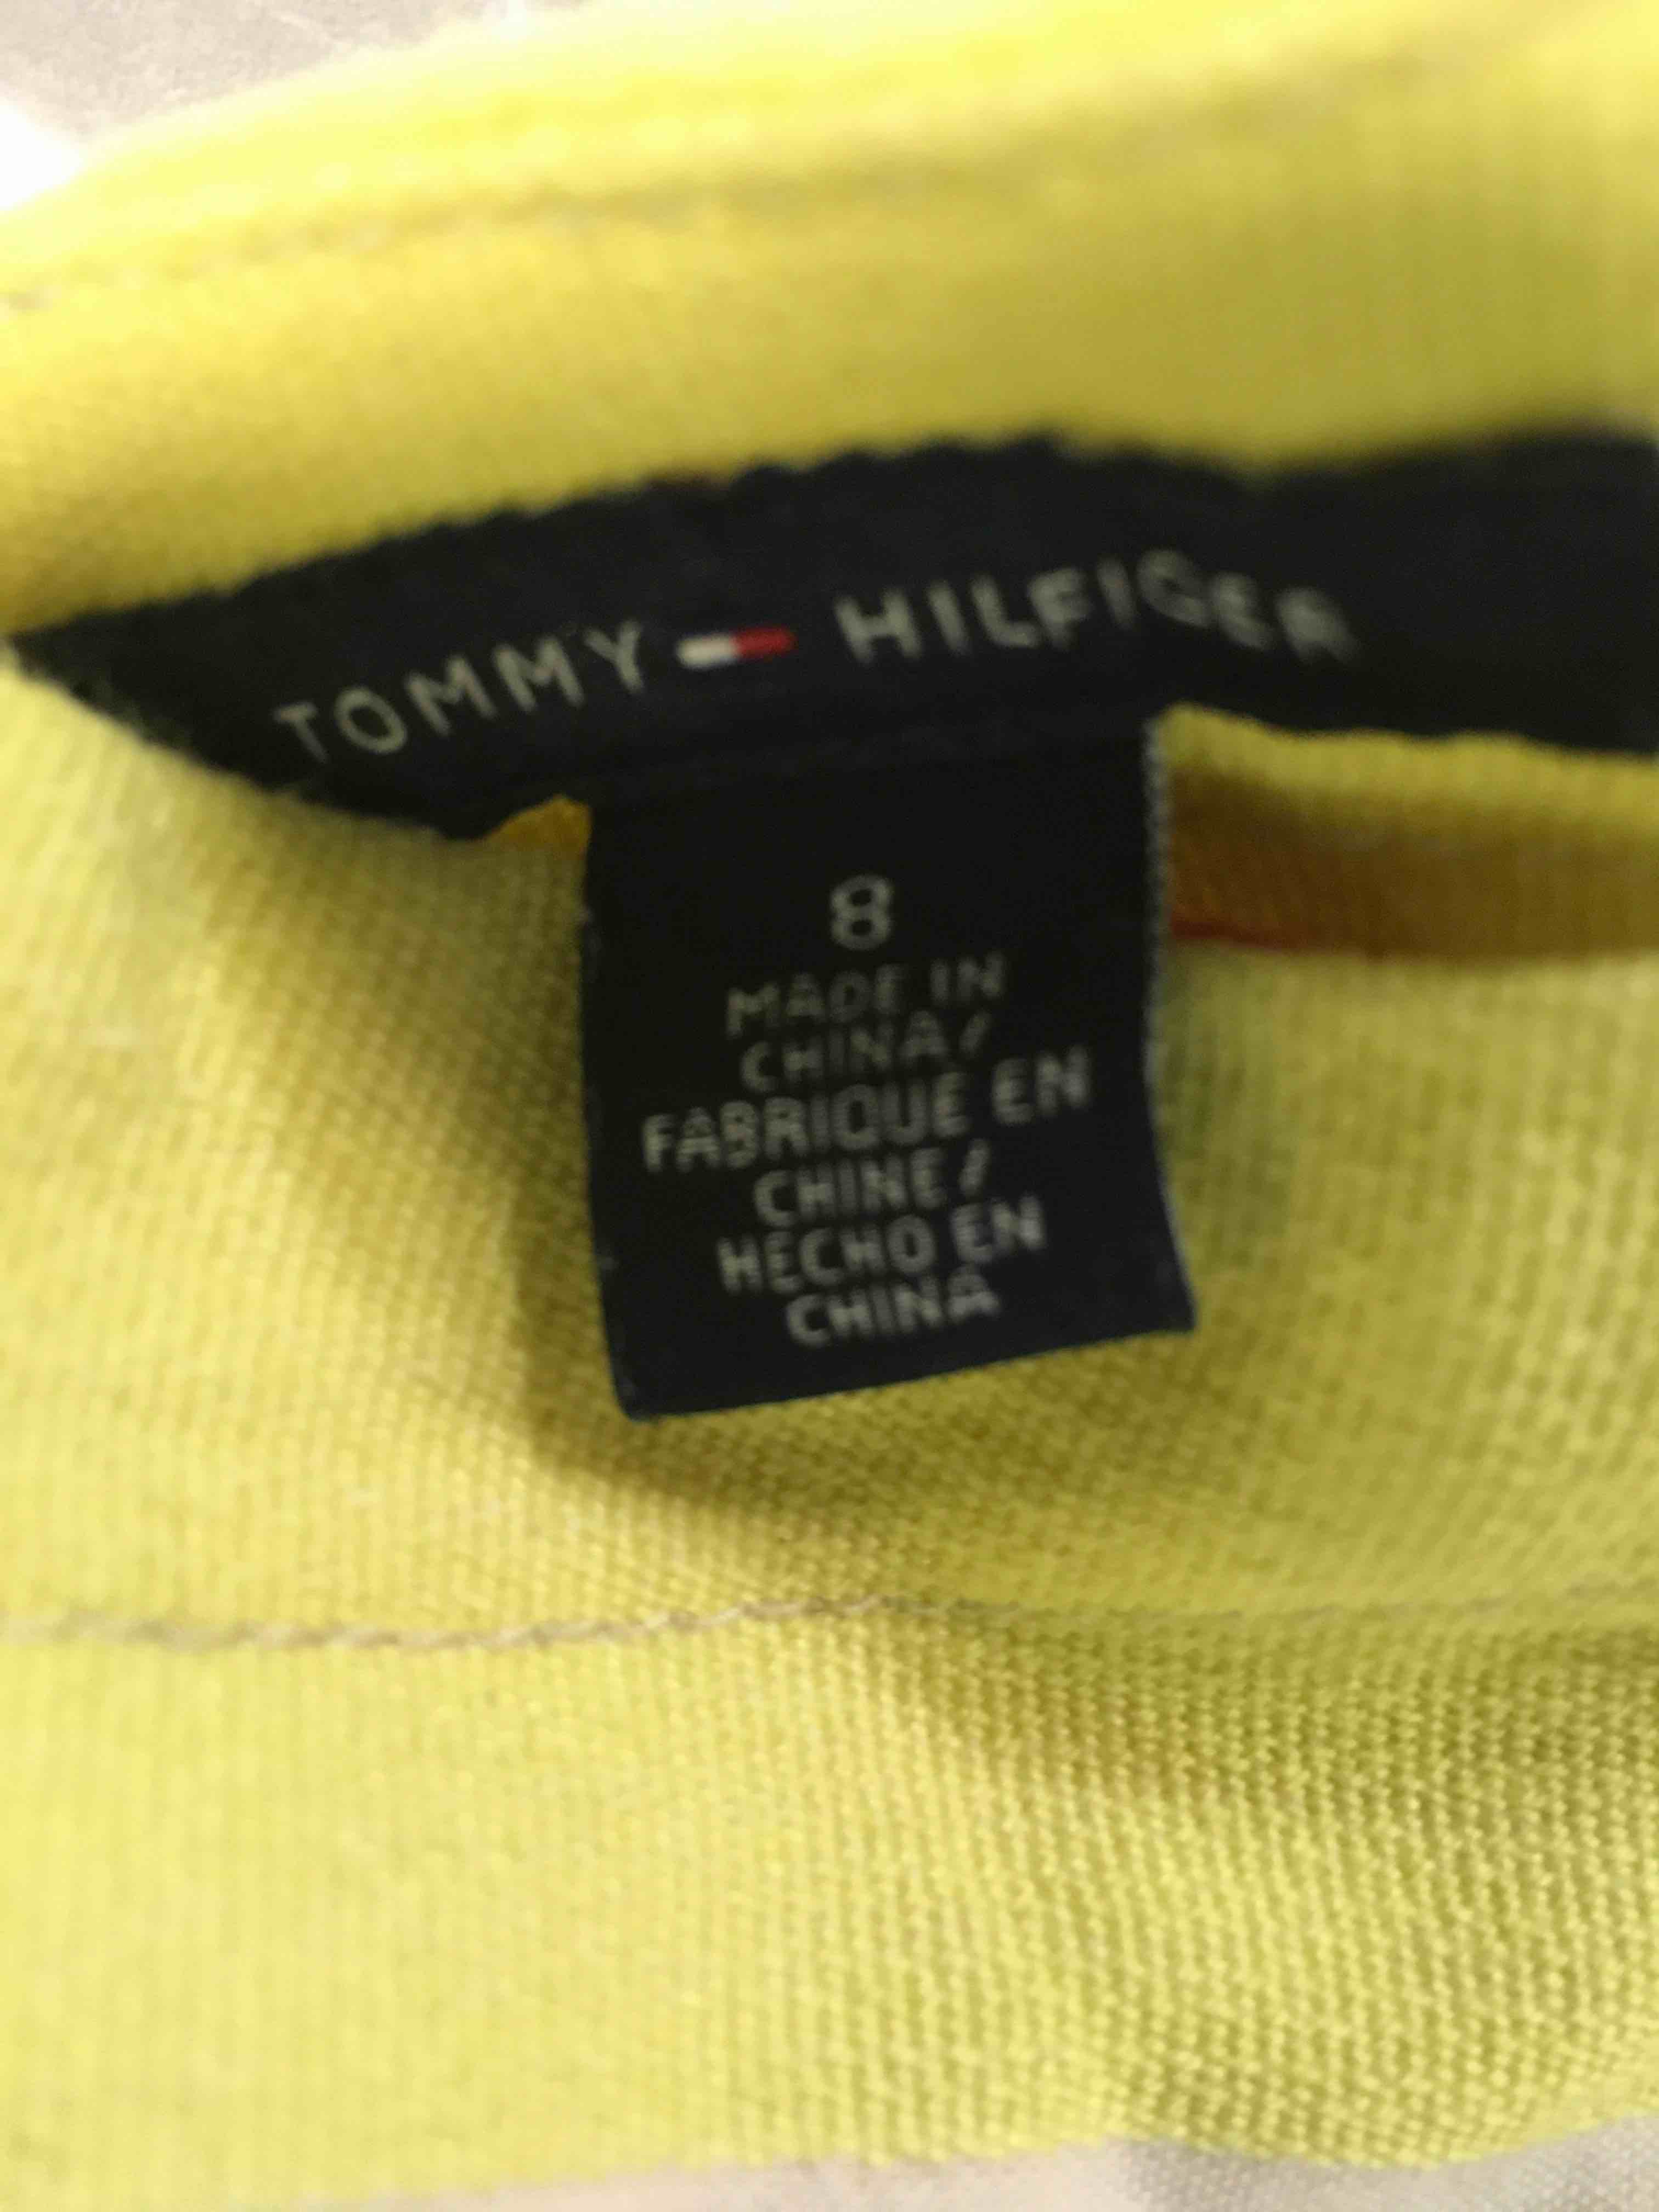 TOMMY HILFIGER
8
MADE IN
CHINA/
FABRIQUE EN
CHINE/
HECHO EN
CHINA